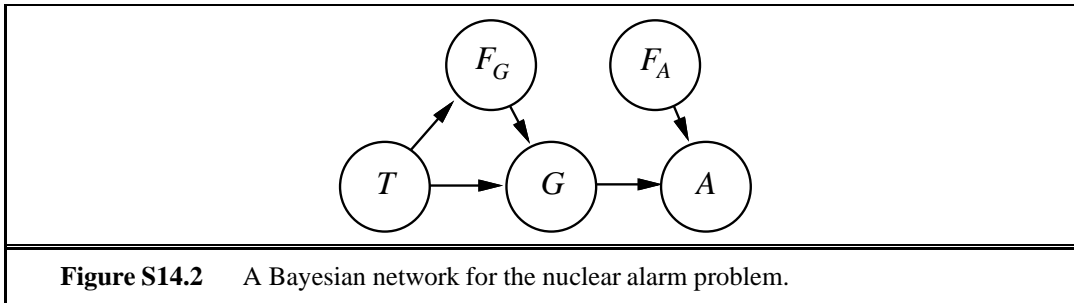 F_G F_A
T G A
Figure S14.2 A Bayesian network for the nuclear alarm problem.